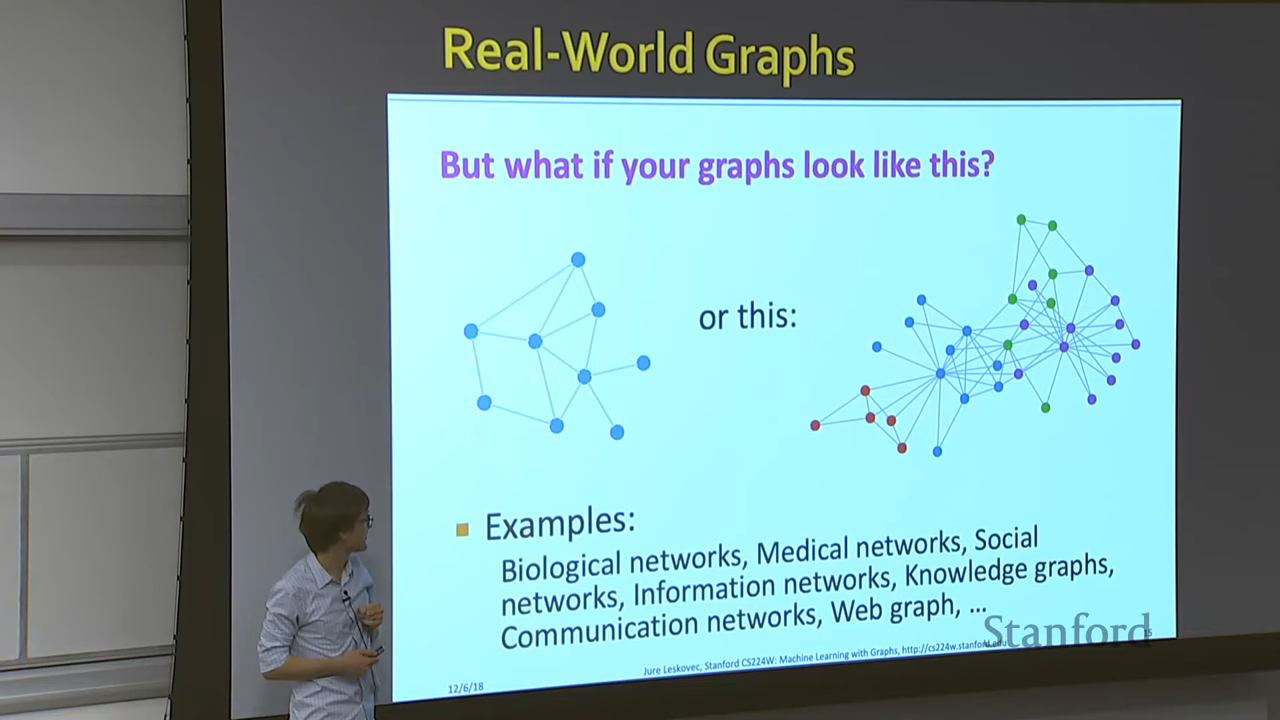 Real-World Graphs
But what if your graphs look like this?
or this:
Examples:
Biological networks, Medical networks, Social
networks, Information networks, Knowledge graphs,
Communication networks, Web graph, ...
Stanford
12/6/18
Jure Leskovec, Stanford CS224W: Machine Learning with Graphs, http://cs224w.stanford.edu